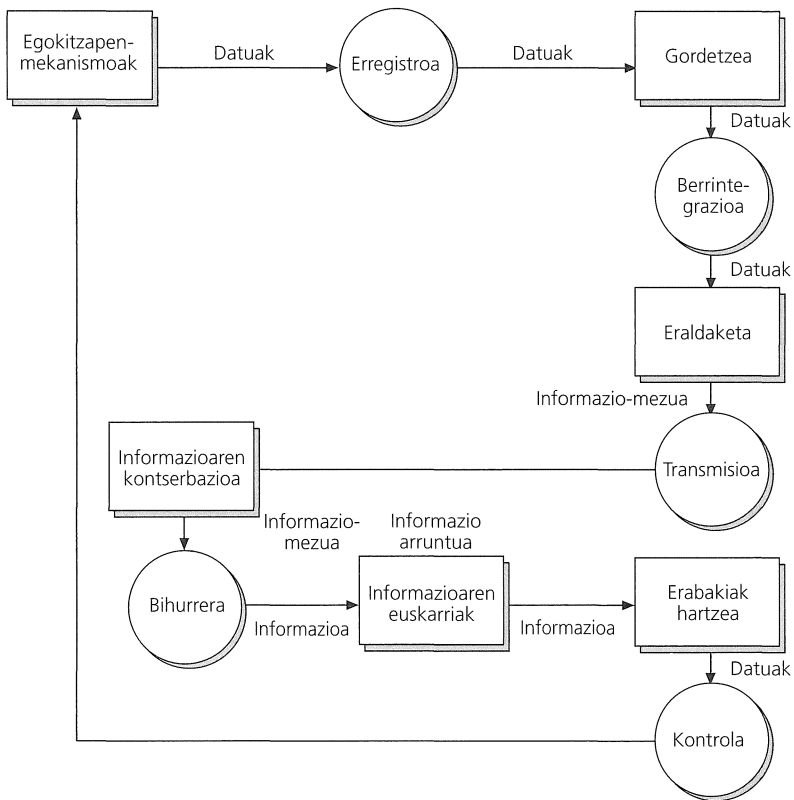 Egokitzapen-
mekanismoak
Datuak
Erregistroa
Datuak
Gordetzea
Datuak
Berrinte-
grazioa
Datuak
Eraldaketa
Informazio-mezua
Transmisioa
Informazioaren
kontserbazioa
Informazio-
mezua
Informazio
arruntua
Bihurrera
Informazioa
Informazioaren
euskarriak
Informazioa
Erabakiak
hartzea
Datuak
Kontrola